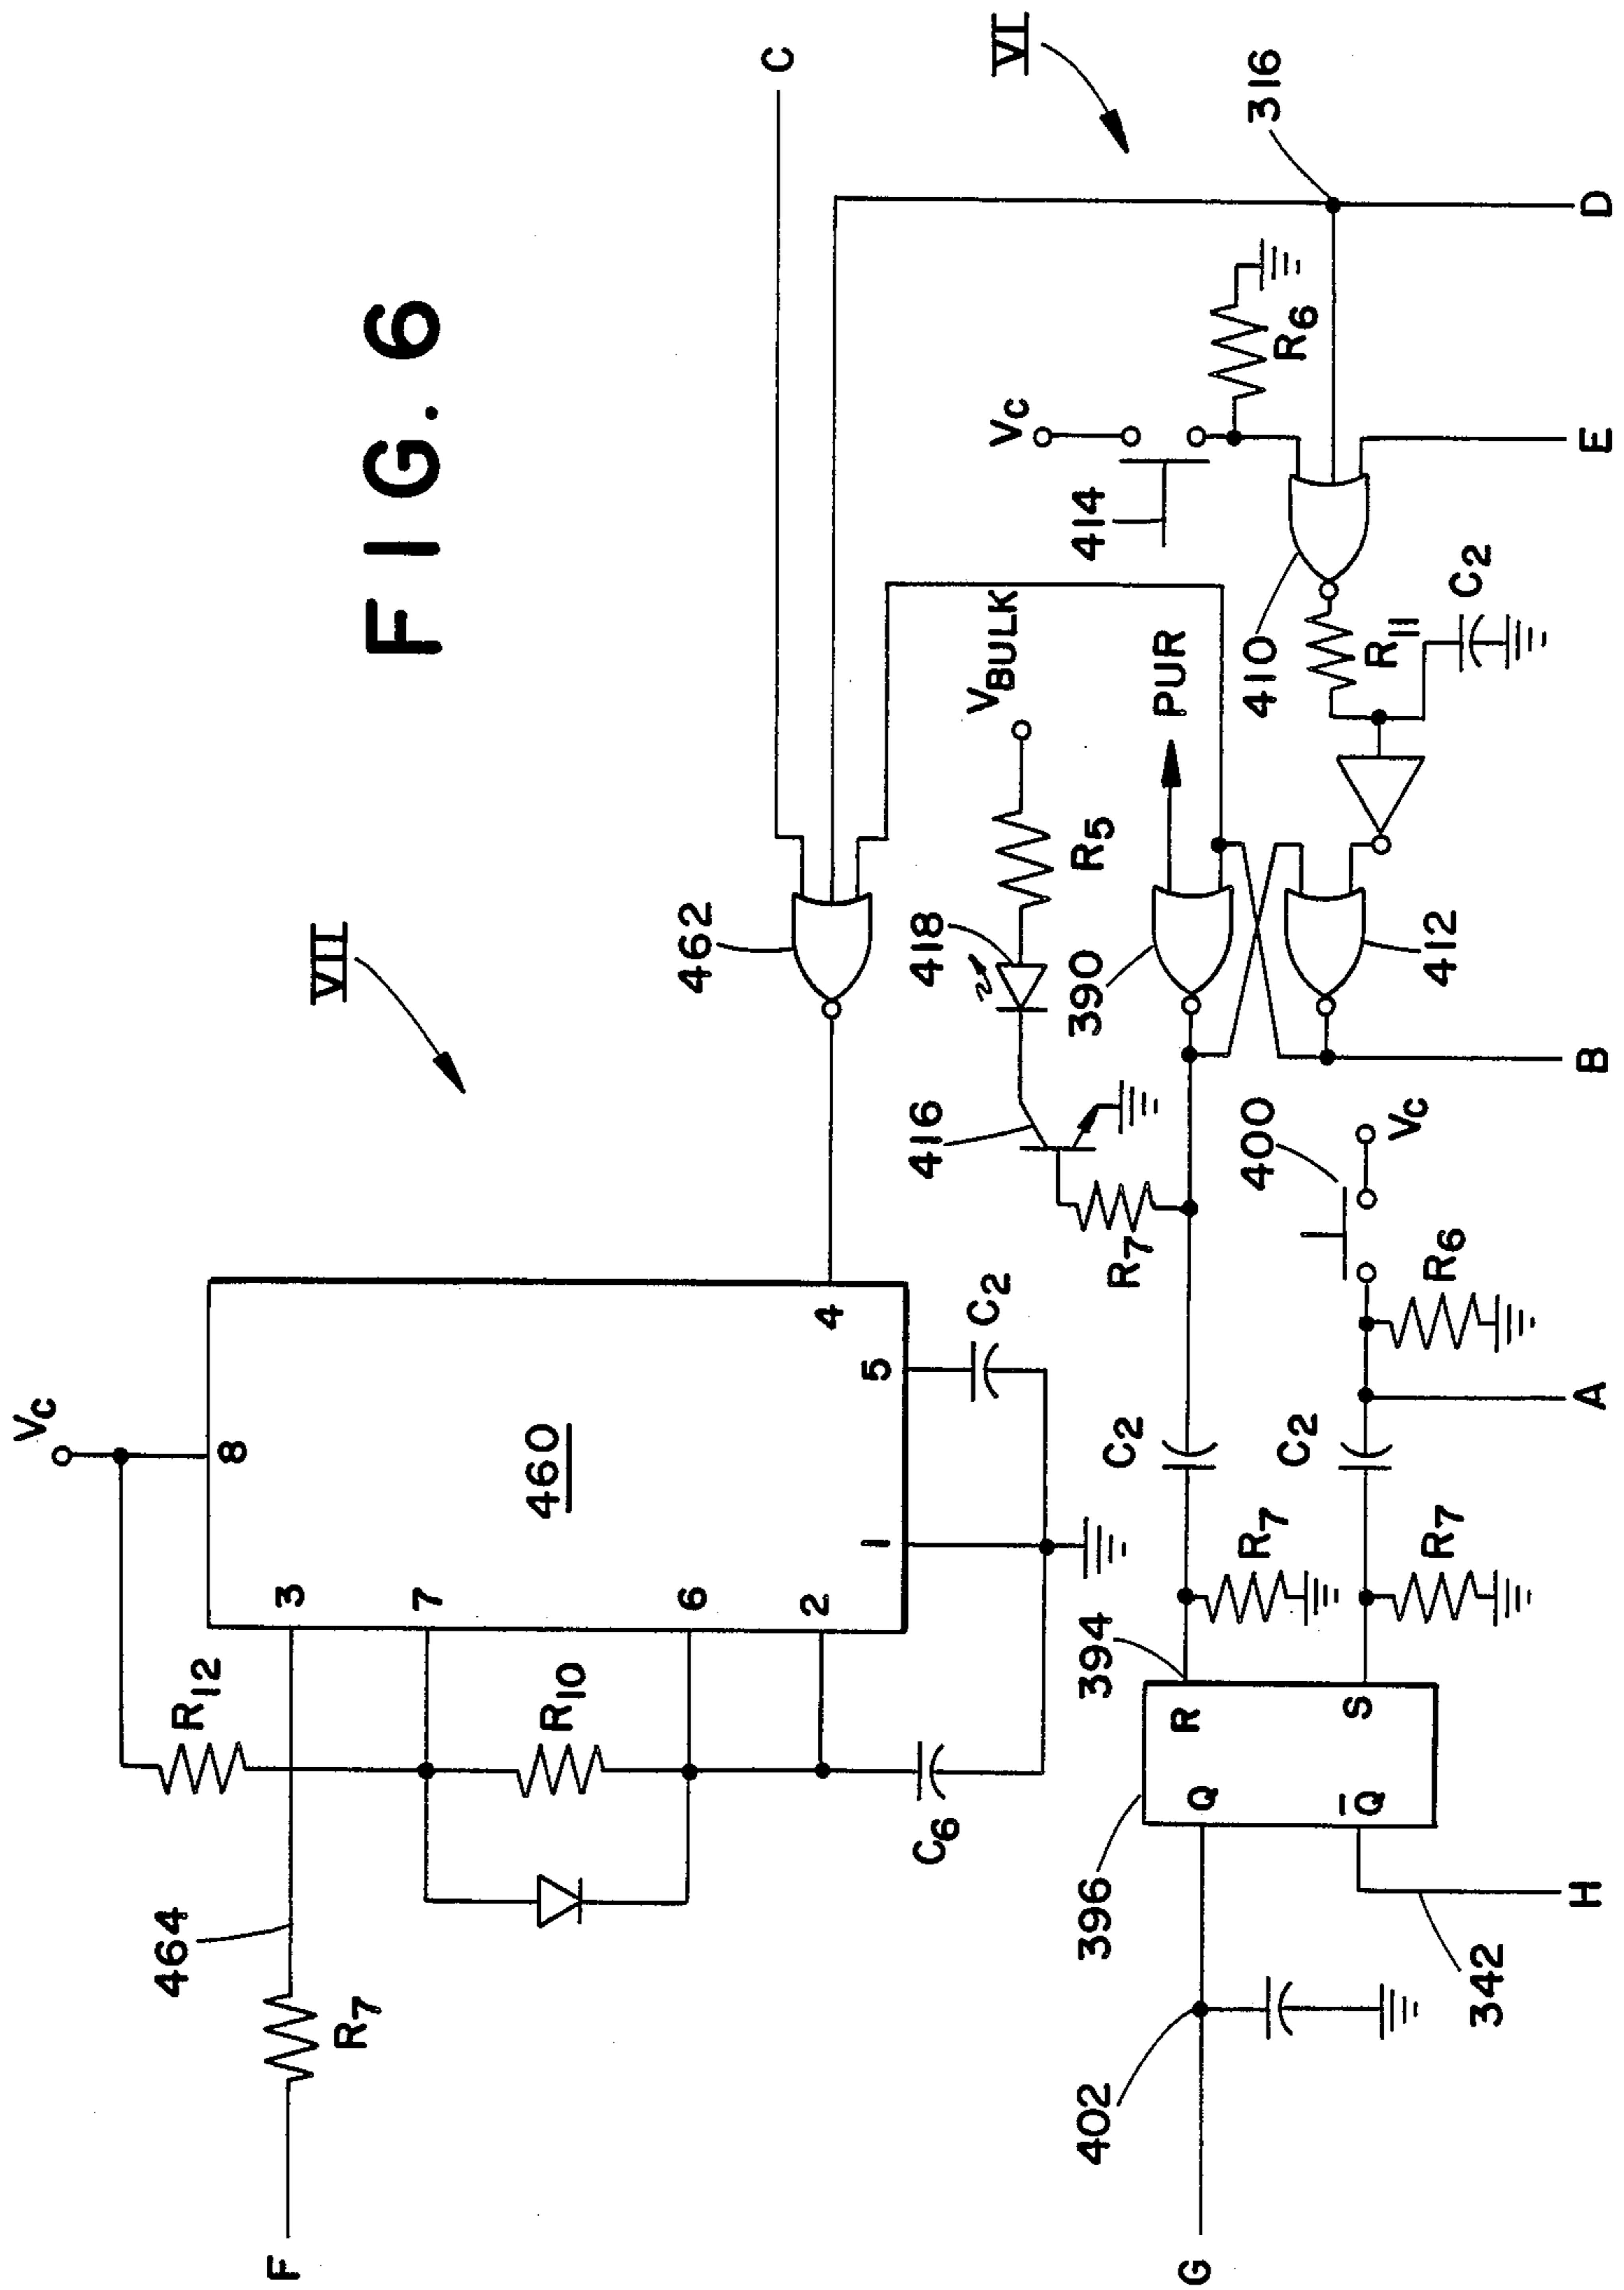 FIG. 6
VII
VI
C
316
D
E
B
A
H
F
G
Vc
8
3
7
6
2
1
5
4
460
R12
R10
C6
C2
464
R7
462
VBULK
R5
418
416
R7
PUR
390
412
410
R11
C2
414
Vc
R6
400
Vc
R6
C2
C2
R7
R7
394
396
R
S
Q
Q̅
402
342